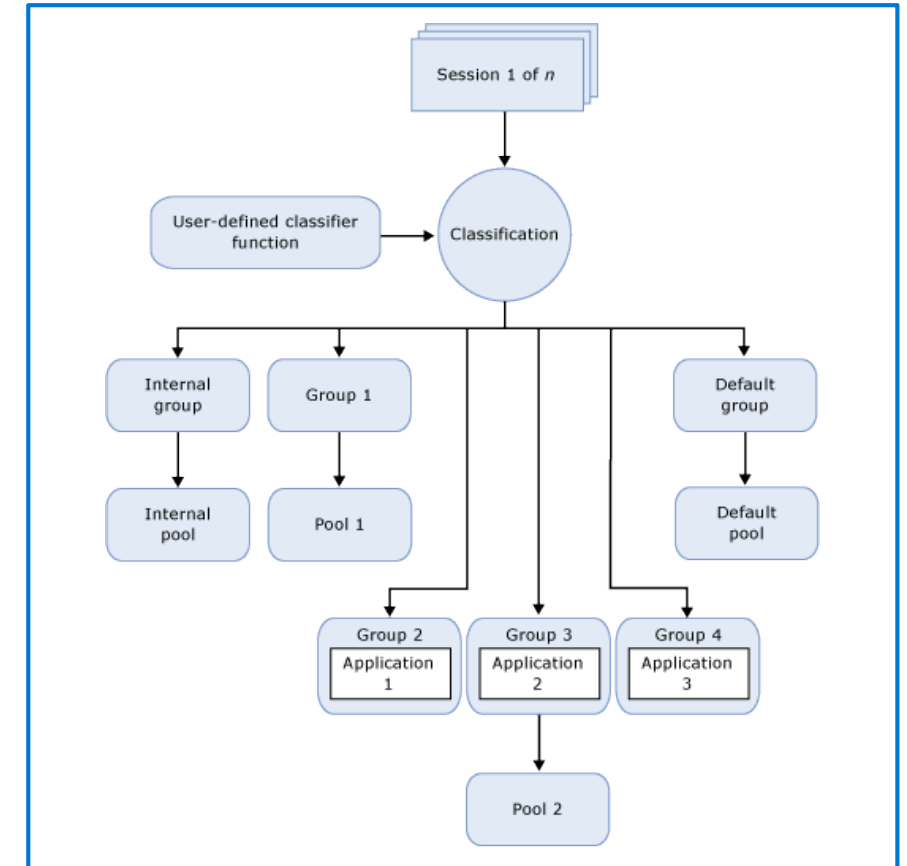 Session 1 of n
User-defined classifier
function
Classification
Internal
group
Group 1
Default
group
Internal
pool
Pool 1
Default
pool
Group 2
Application
1
Group 3
Application
2
Group 4
Application
3
Pool 2